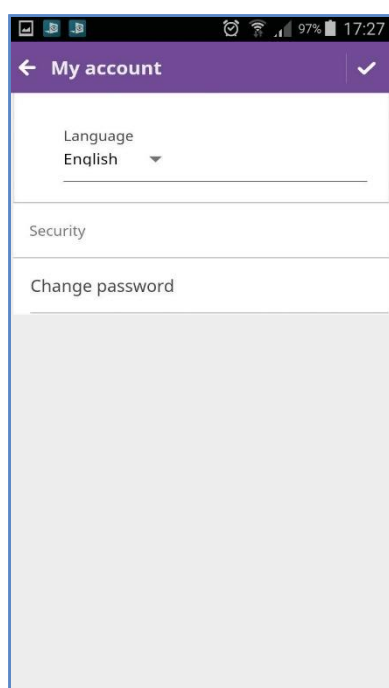 97% 17:27
My account
Language
English
Security
Change password